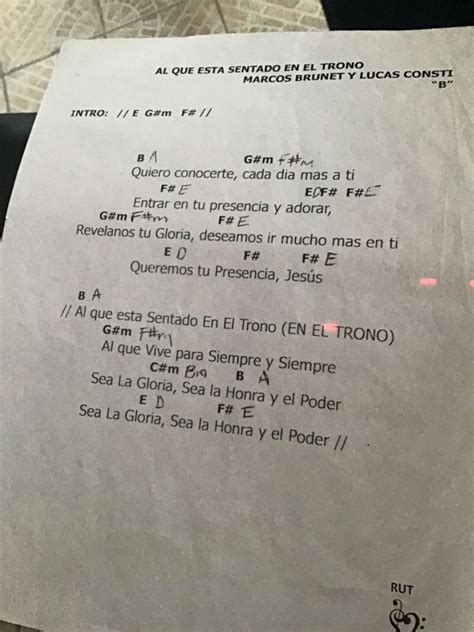 AL QUE ESTA SENTADO EN EL TRONO
MARCOS BRUNET Y LUCAS CONSTI
"B"
INTRO: // E G#m F# //
B A G#m F#m
Quiero conocerte, cada dia mas a ti
F# E E D F# F# E
Entrar en tu presencia y adorar,
G#m F#m F# E
Revelanos tu Gloria, deseamos ir mucho mas en ti
E D F# F# E
Queremos tu Presencia, Jesús
B A
// Al que esta Sentado En El Trono (EN EL TRONO)
G#m F#m
Al que Vive para Siempre y Siempre
C#m B A
Sea La Gloria, Sea la Honra y el Poder
E D F# E
Sea La Gloria, Sea la Honra y el Poder //
RUT